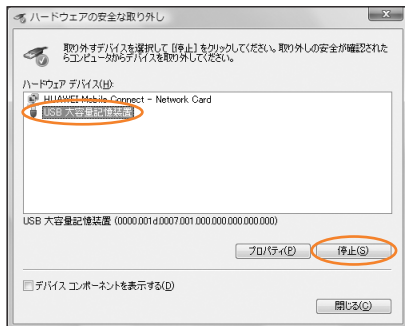 ハードウェアの安全な取り外し
取り外すデバイスを選択して [停止] をクリックしてください。取り外しの安全が確認された
らコンピュータからデバイスを取り外してください。
ハードウェア デバイス(H):
HUAWEI Mobile Connect - Network Card
USB 大容量記憶装置
USB 大容量記憶装置 (0000.001d.0007.001.000.000.000.000.000)
プロパティ(P) 停止(S)
デバイス コンポーネントを表示する(D)
閉じる(C)